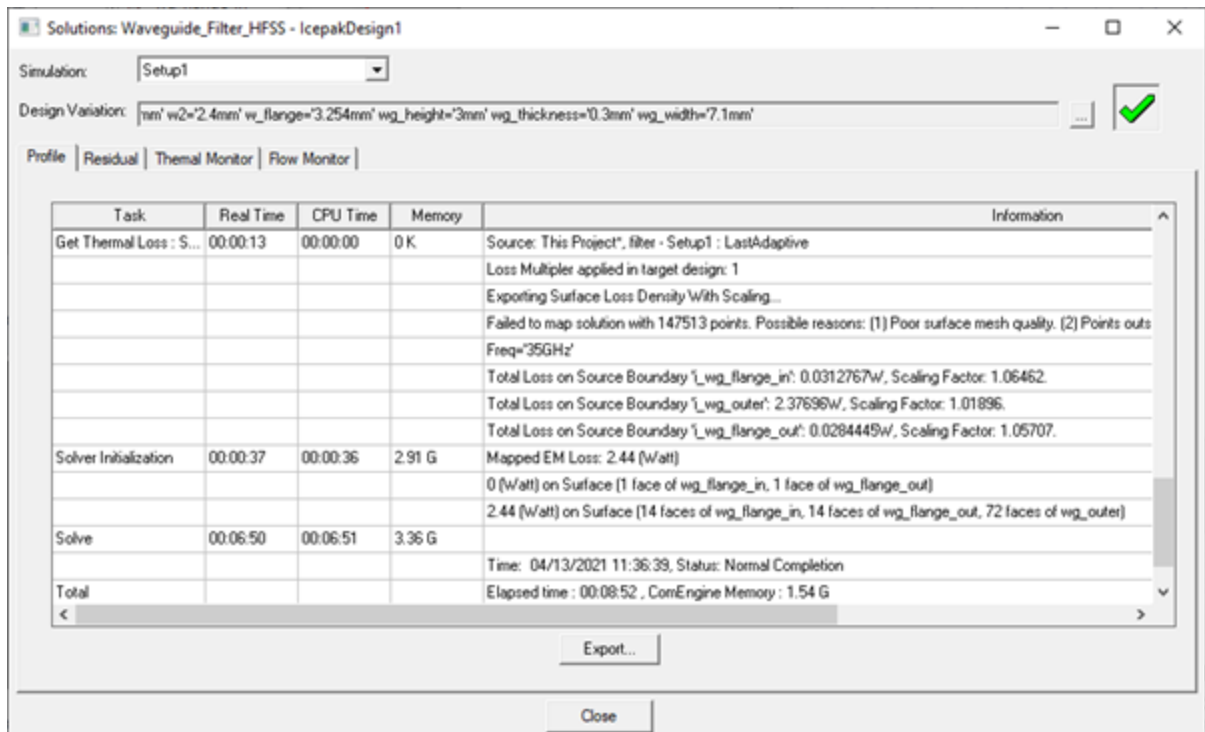 Solutions: Waveguide_Filter_HFSS - IcepakDesign1
Simulation: Setup1
Design Variation: mm' w2='2.4mm' w_flange='3.254mm' wg_height='3mm' wg_thickness='0.3mm' wg_width='7.1mm' ...
Profile Residual Themal Monitor Flow Monitor
Task Real Time CPU Time Memory Information
Get Thermal Loss : S... 00:00:13 00:00:00 0 K Source: This Project*, filter - Setup1 : LastAdaptive
Loss Multipler applied in target design: 1
Exporting Surface Loss Density With Scaling...
Failed to map solution with 147513 points. Possible reasons: (1) Poor surface mesh quality. (2) Points outs
Freq='35GHz'
Total Loss on Source Boundary 'i_wg_flange_in': 0.0312767W, Scaling Factor: 1.06462.
Total Loss on Source Boundary 'i_wg_outer': 2.37696W, Scaling Factor: 1.01896.
Total Loss on Source Boundary 'i_wg_flange_out': 0.0284445W, Scaling Factor: 1.05707.
Solver Initialization 00:00:37 00:00:36 2.91 G Mapped EM Loss: 2.44 (Watt)
0 (Watt) on Surface (1 face of wg_flange_in, 1 face of wg_flange_out)
2.44 (Watt) on Surface (14 faces of wg_flange_in, 14 faces of wg_flange_out, 72 faces of wg_outer)
Solve 00:06:50 00:06:51 3.36 G
Time: 04/13/2021 11:36:39, Status: Normal Completion
Total Elapsed time : 00:08:52 , ComEngine Memory : 1.54 G
Export...
Close